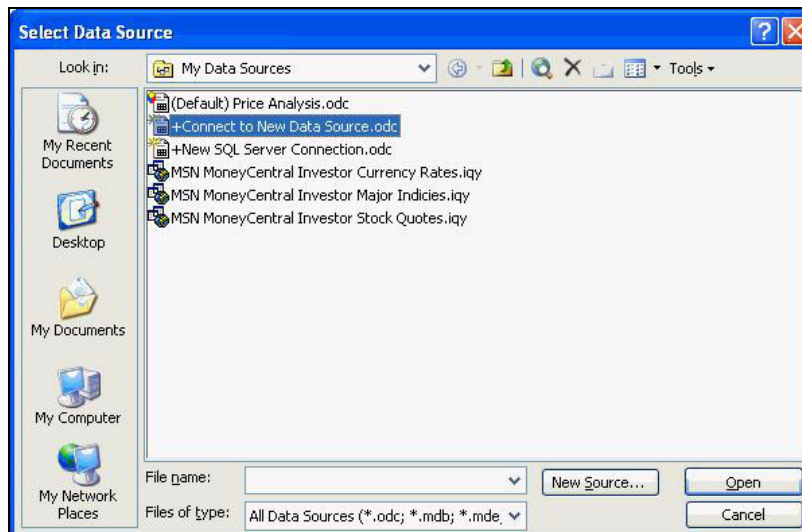 Select Data Source
Look in:
My Data Sources
Tools
My Recent
Documents
Desktop
My Documents
My Computer
My Network
Places
(Default) Price Analysis.odc
+Connect to New Data Source.odc
+New SQL Server Connection.odc
MSN MoneyCentral Investor Currency Rates.iqy
MSN MoneyCentral Investor Major Indicies.iqy
MSN MoneyCentral Investor Stock Quotes.iqy
File name:
New Source...
Open
Files of type:
All Data Sources (*.odc; *.mdb; *.mde,
Cancel